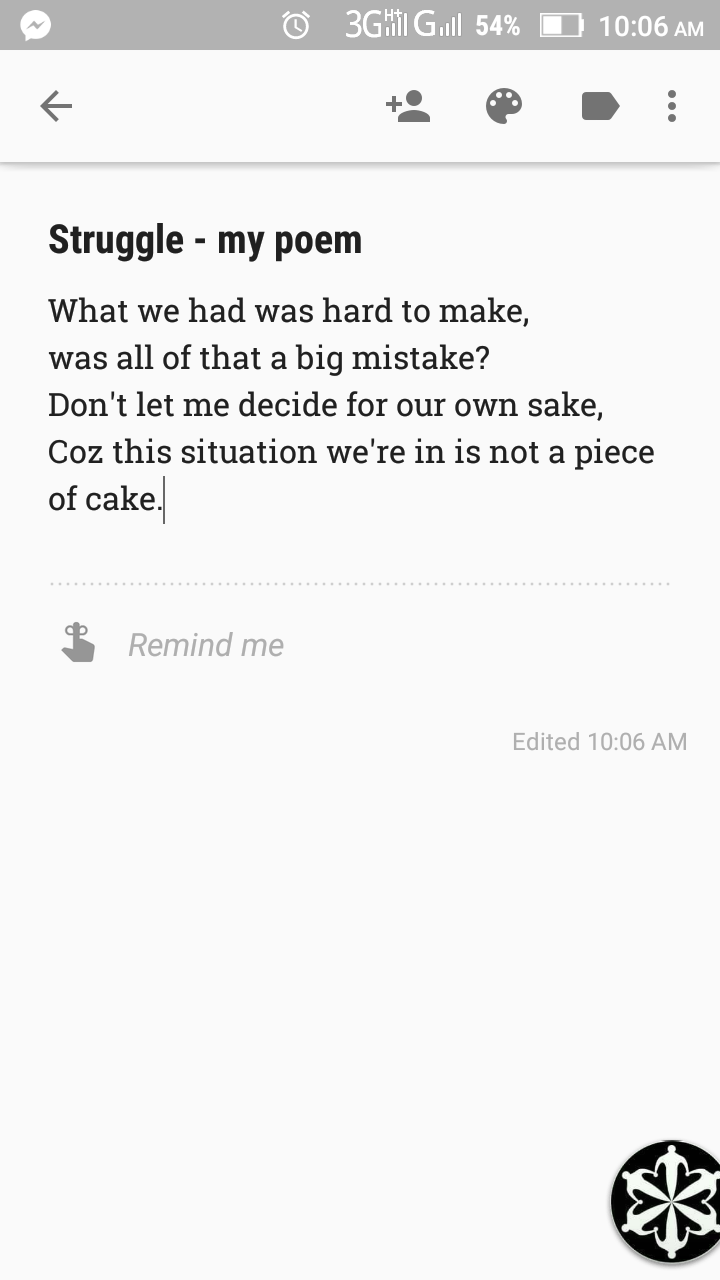 3G H+ G 54% 10:06 AM
Struggle - my poem
What we had was hard to make,
was all of that a big mistake?
Don't let me decide for our own sake,
Coz this situation we're in is not a piece
of cake.
Remind me
Edited 10:06 AM